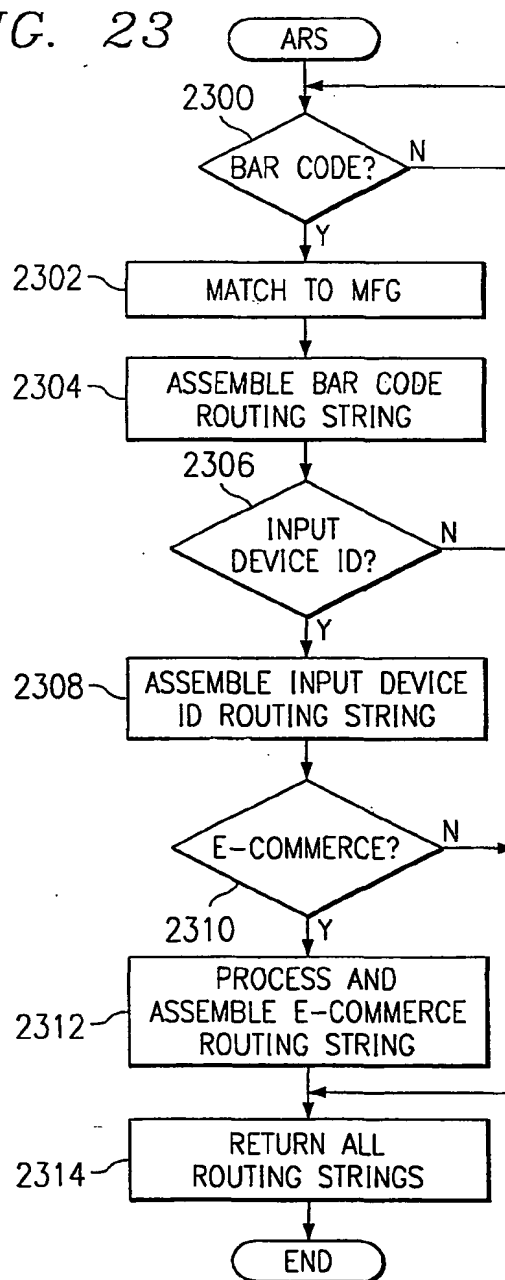 FIG. 23
ARS
2300
BAR CODE?
N
Y
2302
MATCH TO MFG
2304
ASSEMBLE BAR CODE
ROUTING STRING
2306
INPUT
DEVICE ID?
N
Y
2308
ASSEMBLE INPUT DEVICE
ID ROUTING STRING
E-COMMERCE?
N
2310
Y
2312
PROCESS AND
ASSEMBLE E-COMMERCE
ROUTING STRING
2314
RETURN ALL
ROUTING STRINGS
END